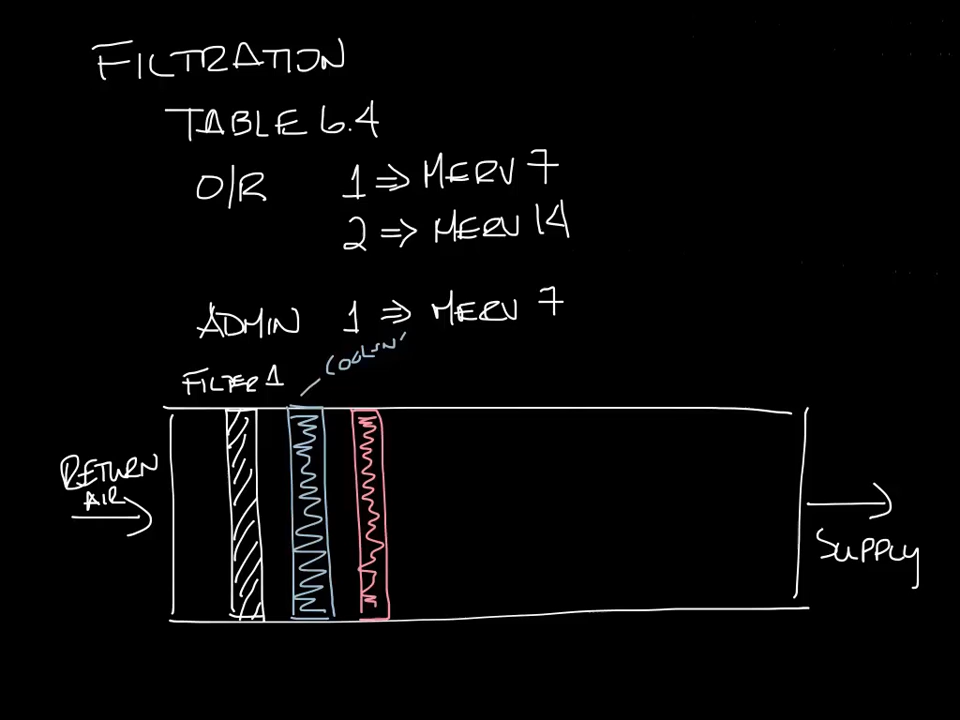 FILTRATION
TABLE 6.4
O/R 1 ⇒ MERV 7
2 ⇒ MERV 14
ADMIN 1 ⇒ MERV 7
COOLIN
FILTER 1
RETURN
AIR
SUPPLY